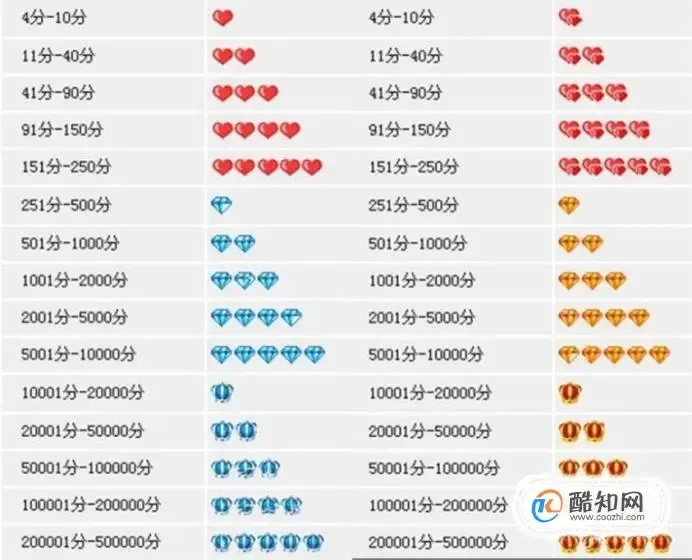 4分-10分 4分-10分
11分-40分 11分-40分
41分-90分 41分-90分
91分-150分 91分-150分
151分-250分 151分-250分
251分-500分 251分-500分
501分-1000分 501分-1000分
1001分-2000分 1001分-2000分
2001分-5000分 2001分-5000分
5001分-10000分 5001分-10000分
10001分-20000分 10001分-20000分
20001分-50000分 20001分-50000分
50001分-100000分 50001分-100000分
100001分-200000分 100001分-200000分
200001分-500000分 200001分-500000分
酷知网
www.coozhi.com